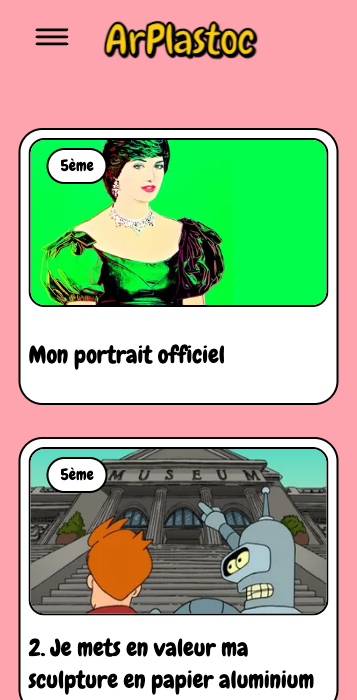 ArPlastoc
5ème
Mon portrait officiel
5ème
MUSEUM
2. Je mets en valeur ma
sculpture en papier aluminium